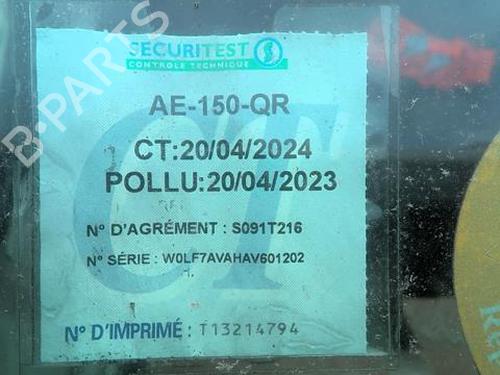 SECURITEST
CONTROLE TECHNIQUE
AE-150-QR
CT:20/04/2024
POLLU:20/04/2023
N° D'AGRÉMENT : S091T216
N° SÉRIE : W0LF7AVAHAV601202
N° D'IMPRIMÉ : T13214794
CT
B-PARTS